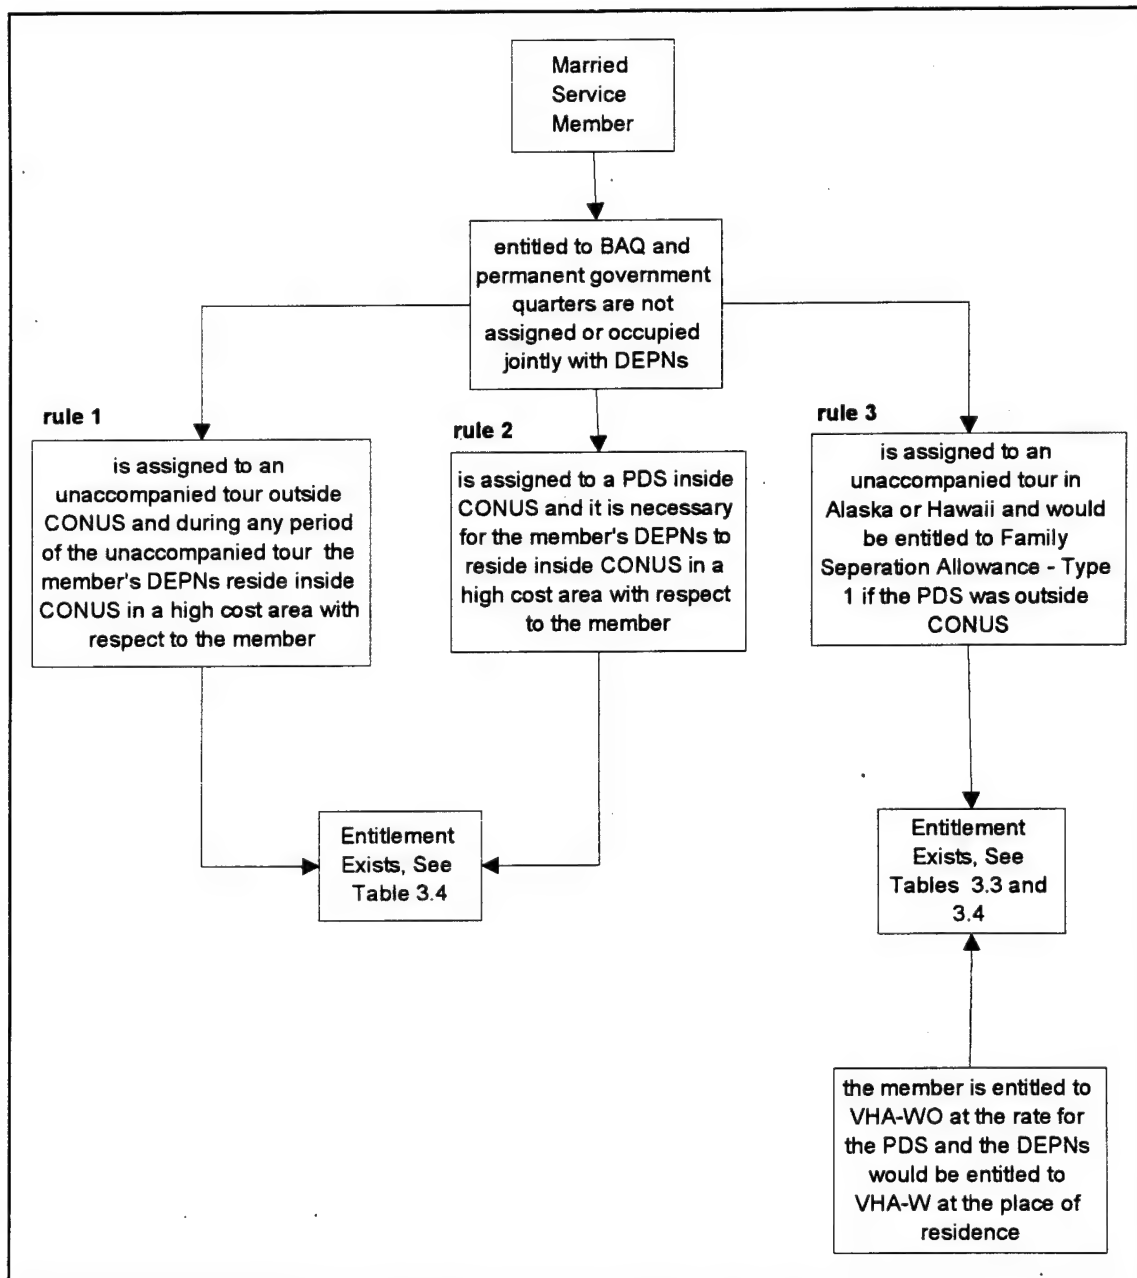 Married
Service
Member
entitled to BAQ and
permanent government
quarters are not
assigned or occupied
jointly with DEPNs
rule 1
is assigned to an
unaccompanied tour outside
CONUS and during any period
of the unaccompanied tour the
member's DEPNs reside inside
CONUS in a high cost area with
respect to the member
rule 2
is assigned to a PDS inside
CONUS and it is necessary
for the member's DEPNs to
reside inside CONUS in a
high cost area with respect
to the member
rule 3
is assigned to an
unaccompanied tour in
Alaska or Hawaii and would
be entitled to Family
Seperation Allowance - Type
1 if the PDS was outside
CONUS
Entitlement
Exists, See
Table 3.4
Entitlement
Exists, See
Tables 3.3 and
3.4
the member is entitled to
VHA-WO at the rate for
the PDS and the DEPNs
would be entitled to
VHA-W at the place of
residence